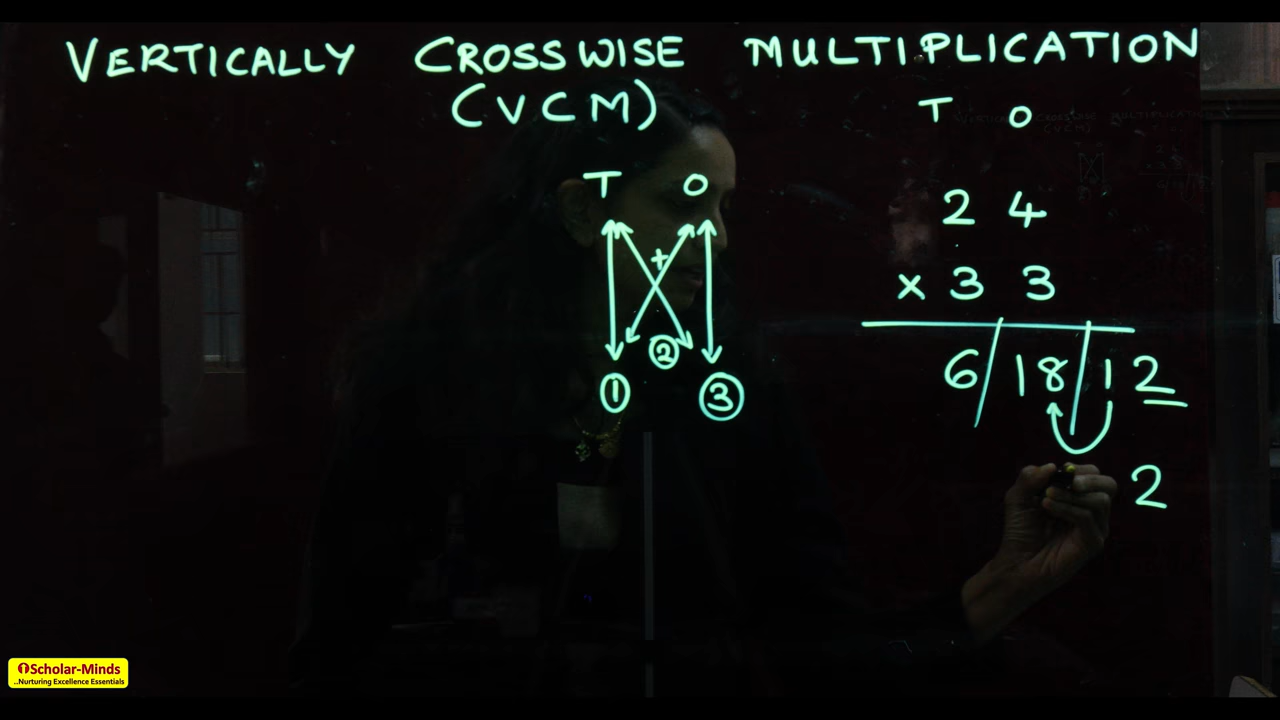 VERTICALLY CROSSWISE MULTIPLICATION
(VCM)
T O
T O
+
① ② ③
2 4
x 3 3
6 / 18 / 12
2
Scholar-Minds
..Nurturing Excellence Essentials